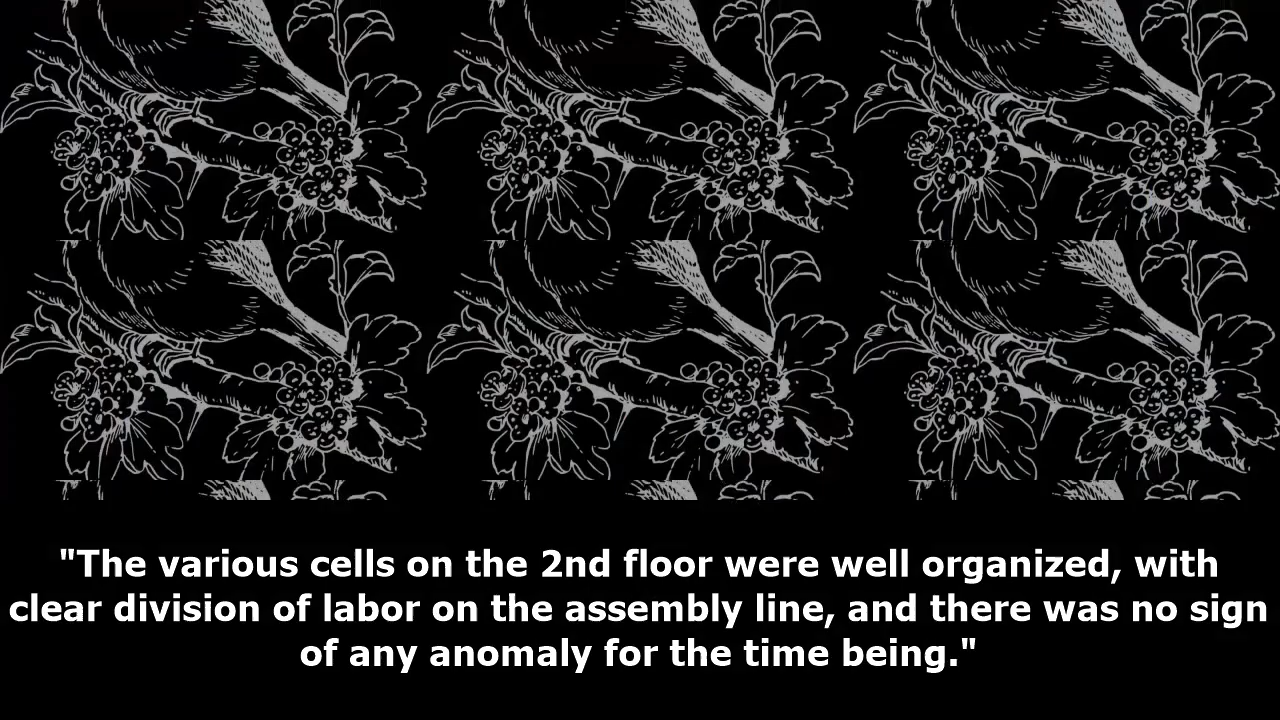 "The various cells on the 2nd floor were well organized, with
clear division of labor on the assembly line, and there was no sign
of any anomaly for the time being."